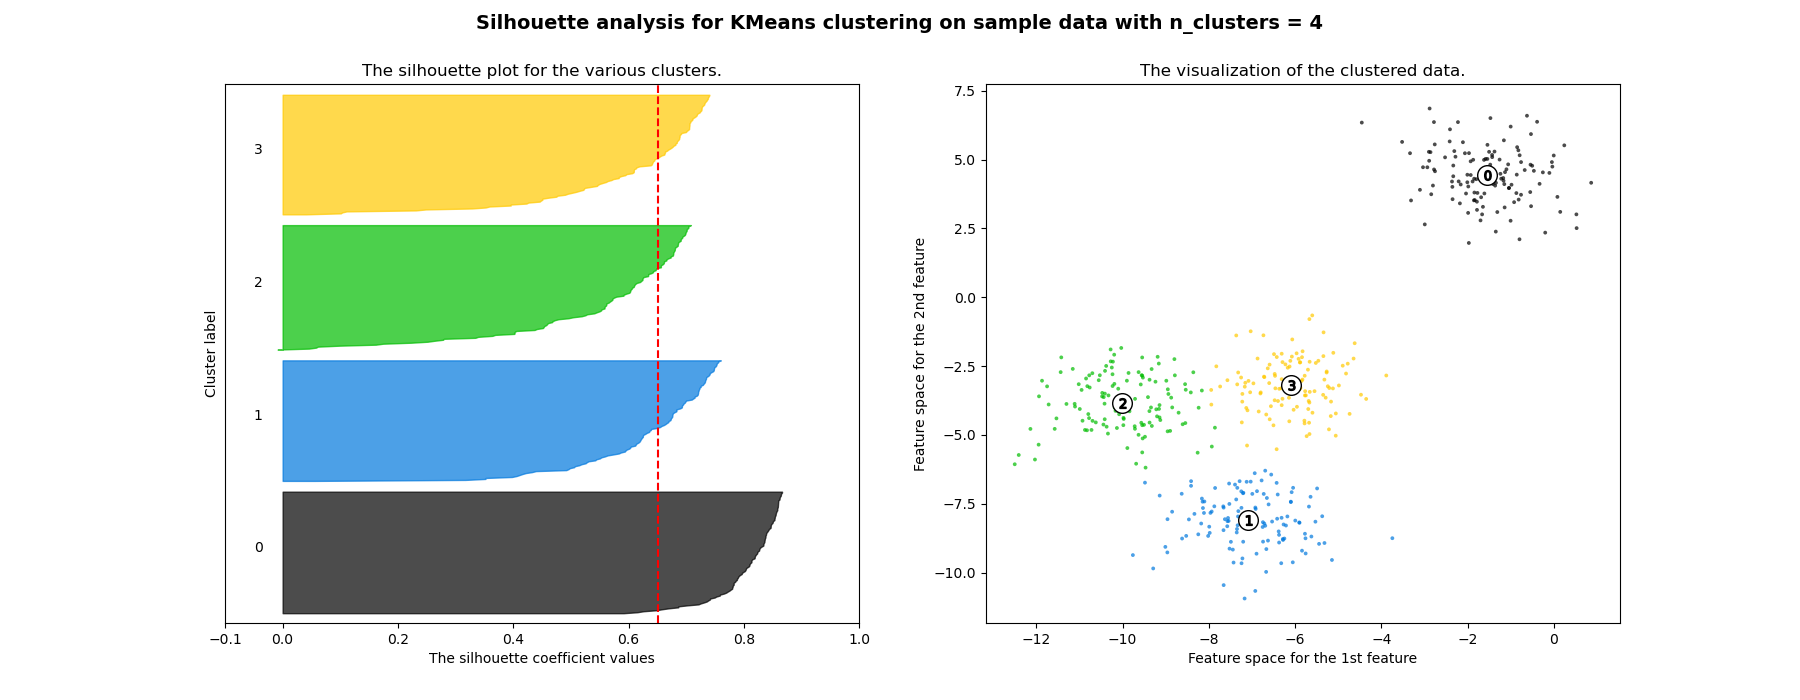 Silhouette analysis for KMeans clustering on sample data with n_clusters = 4
The silhouette plot for the various clusters.
3
2
1
0
Cluster label
−0.1 0.0 0.2 0.4 0.6 0.8 1.0
The silhouette coefficient values
The visualization of the clustered data.
7.5
5.0
2.5
0.0
−2.5
−5.0
−7.5
−10.0
Feature space for the 2nd feature
0
3
2
1
−12 −10 −8 −6 −4 −2 0
Feature space for the 1st feature